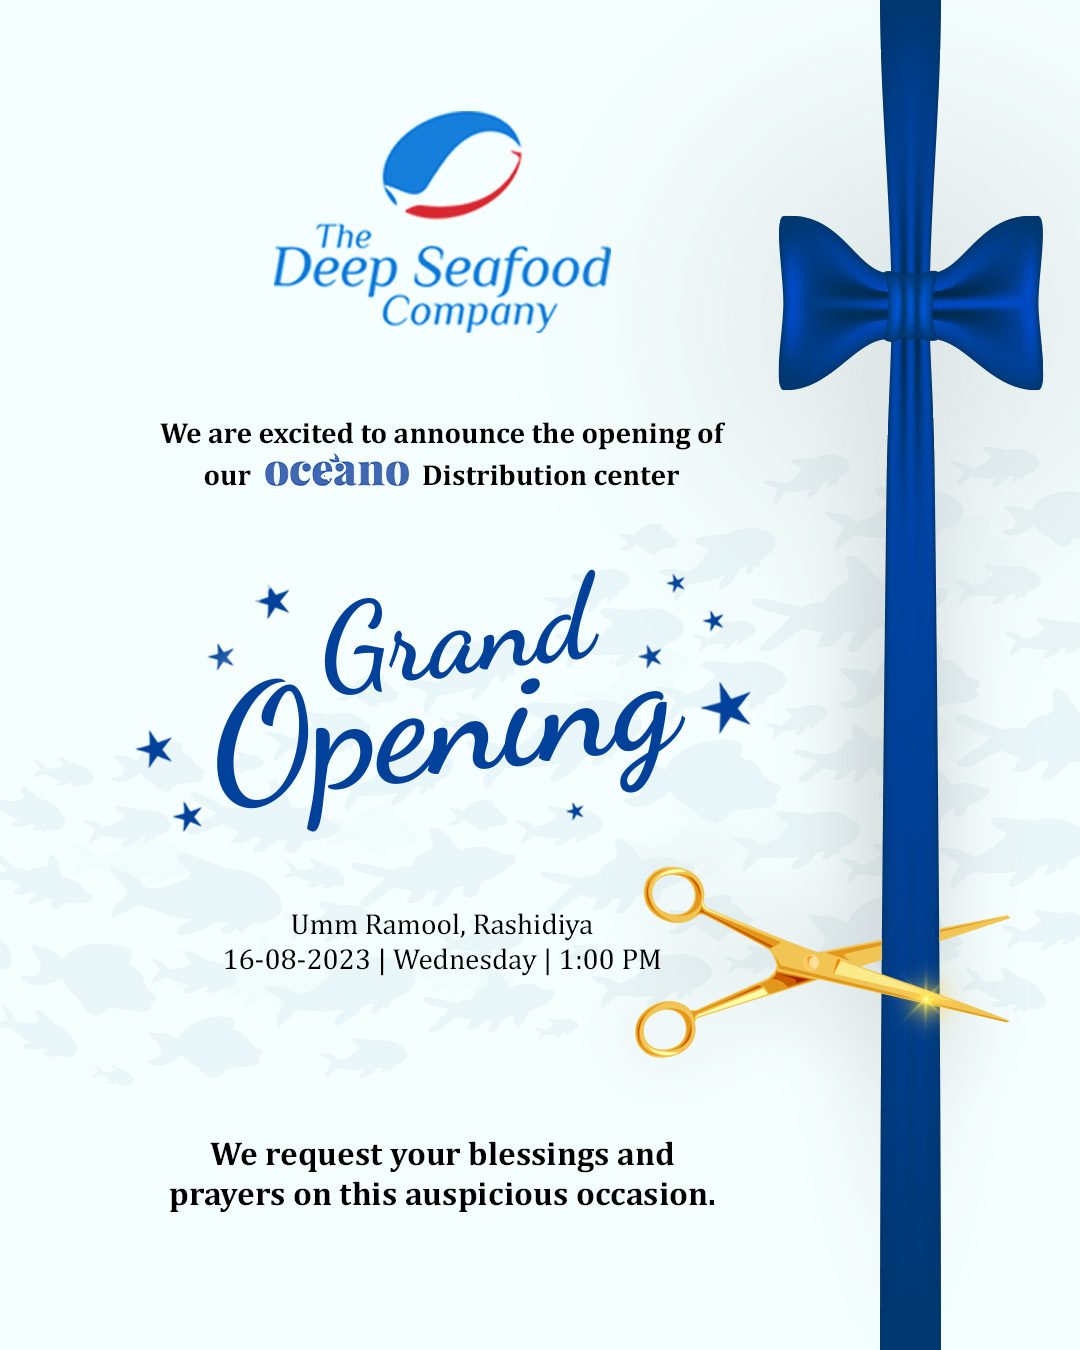 The
Deep Seafood
Company
We are excited to announce the opening of
our oceano Distribution center
Grand
Opening
Umm Ramool, Rashidiya
16-08-2023 | Wednesday | 1:00 PM
We request your blessings and
prayers on this auspicious occasion.